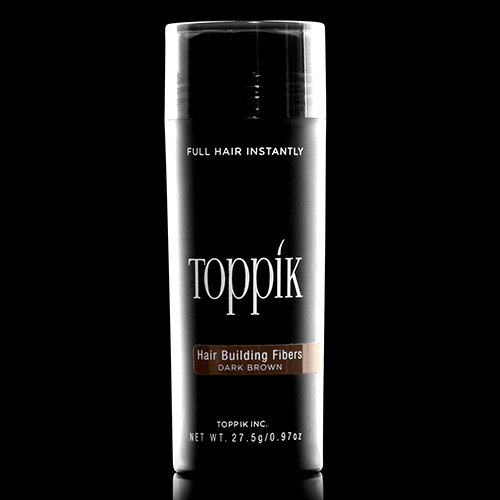 FULL HAIR INSTANTLY
Toppik
Hair Building Fibers
DARK BROWN
TOPPIK INC.
NET WT. 27.5g/0.97oz